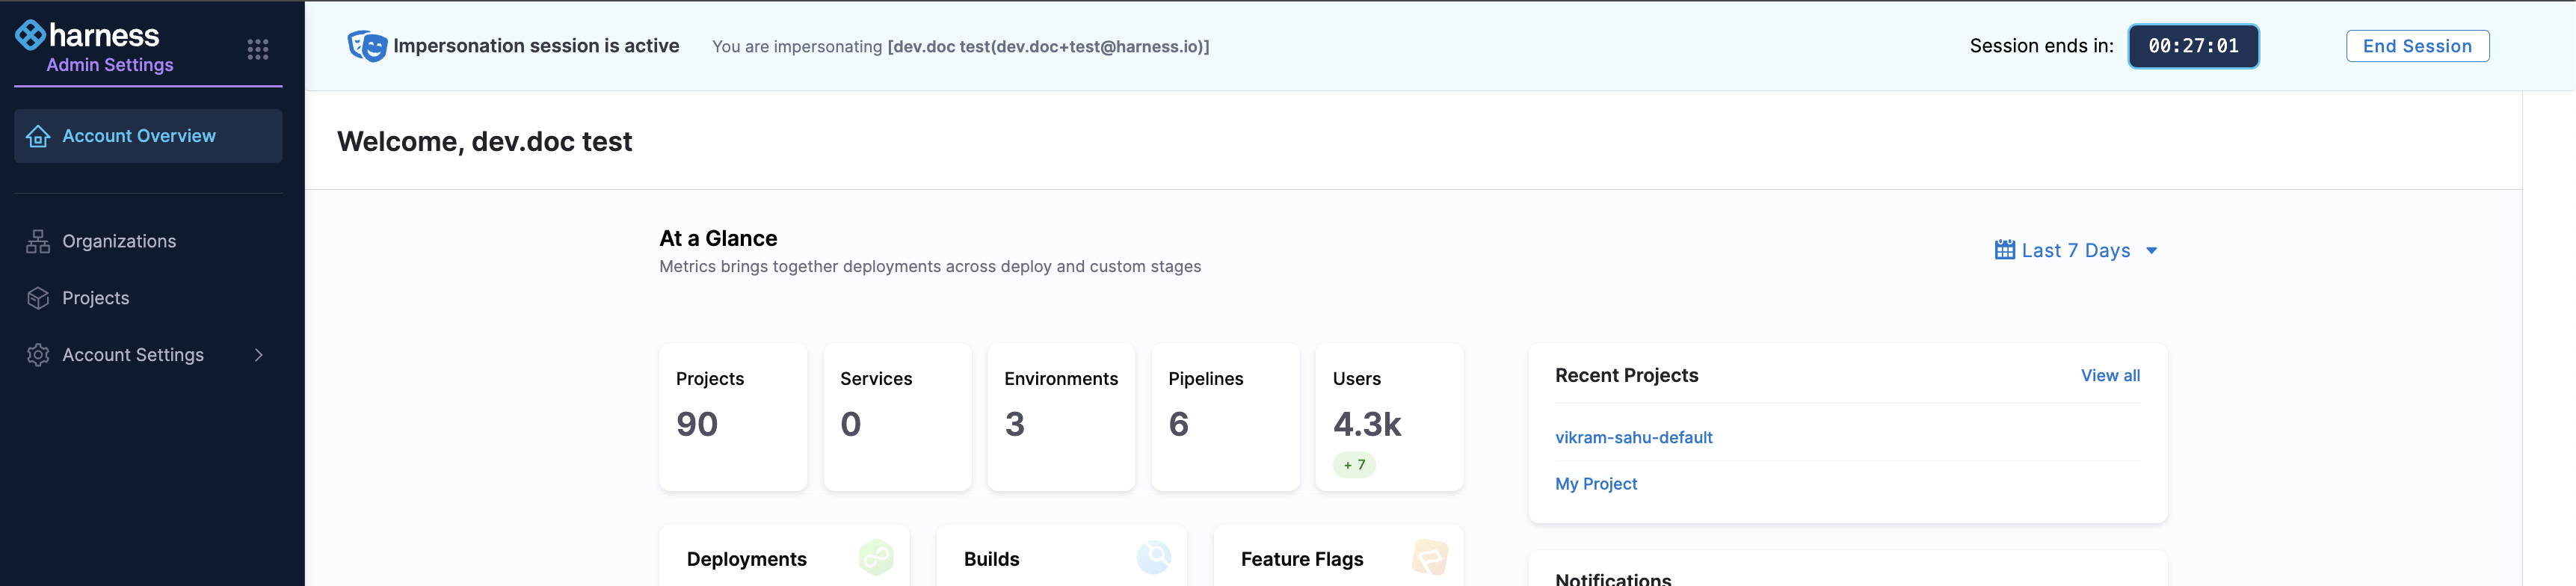 harness
Admin Settings
Account Overview
Organizations
Projects
Account Settings
Impersonation session is active
You are impersonating [dev.doc test(dev.doc+test@harness.io)]
Session ends in:
00:27:01
End Session
Welcome, dev.doc test
At a Glance
Metrics brings together deployments across deploy and custom stages
Last 7 Days
Projects
90
Services
0
Environments
3
Pipelines
6
Users
4.3k
+ 7
Recent Projects
View all
vikram-sahu-default
My Project
Deployments
Builds
Feature Flags
Notifications